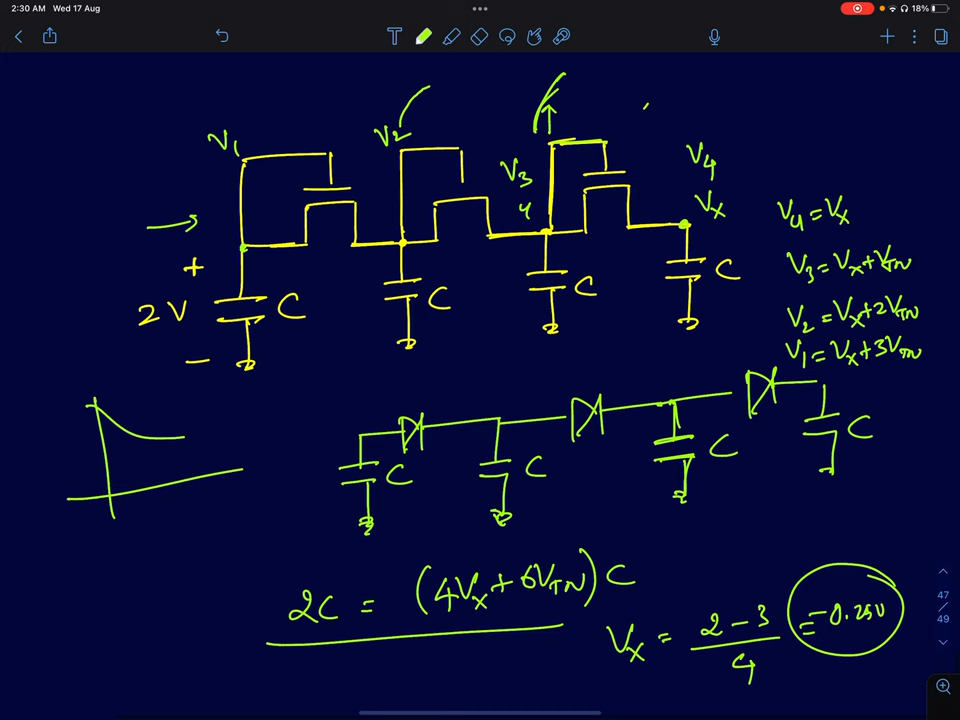 2:30 AM Wed 17 Aug
18%
T
V1
V2
V3
4
V4
Vx
+
2 V
−
C
C
C
C
V4 = Vx
V3 = Vx + VTN
V2 = Vx + 2VTN
V1 = Vx + 3VTN
C
C
C
C
2C = (4Vx + 6VTN) C
Vx = 2 - 3 / 4 = -0.25V
47
/
49